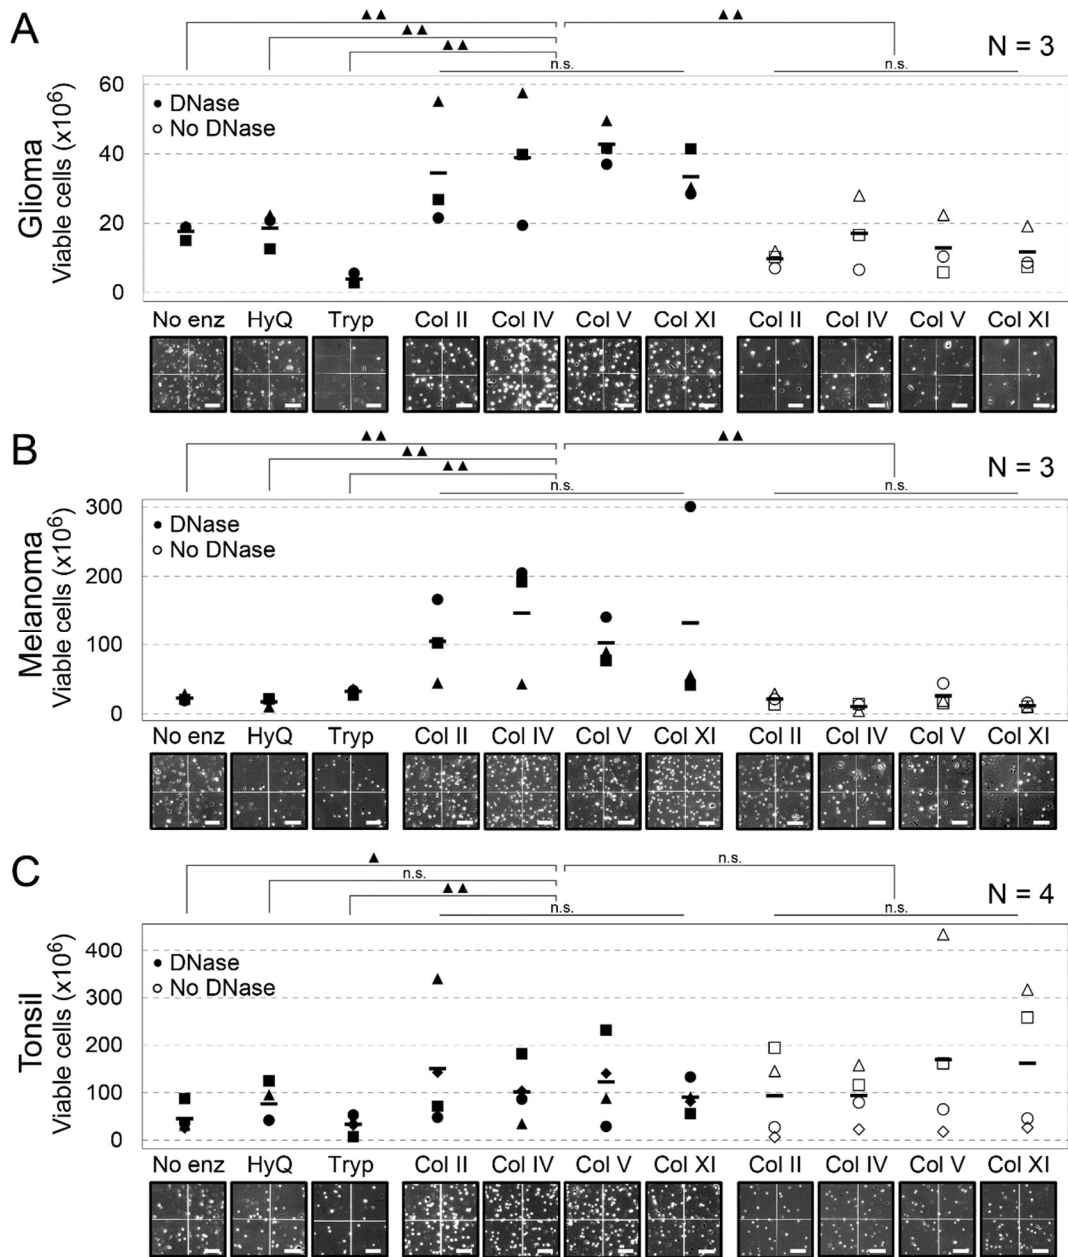 A
▲▲
▲▲
▲▲
▲▲
N = 3
n.s.
n.s.
Glioma
Viable cells (x10⁶)
60
40
20
0
● DNase
○ No DNase
No enz HyQ Tryp Col II Col IV Col V Col XI Col II Col IV Col V Col XI
B
▲▲
▲▲
▲▲
▲▲
N = 3
n.s.
n.s.
Melanoma
Viable cells (x10⁶)
300
200
100
0
● DNase
○ No DNase
No enz HyQ Tryp Col II Col IV Col V Col XI Col II Col IV Col V Col XI
C
▲
n.s.
n.s.
▲▲
N = 4
n.s.
n.s.
Tonsil
Viable cells (x10⁶)
400
300
200
100
0
● DNase
○ No DNase
No enz HyQ Tryp Col II Col IV Col V Col XI Col II Col IV Col V Col XI